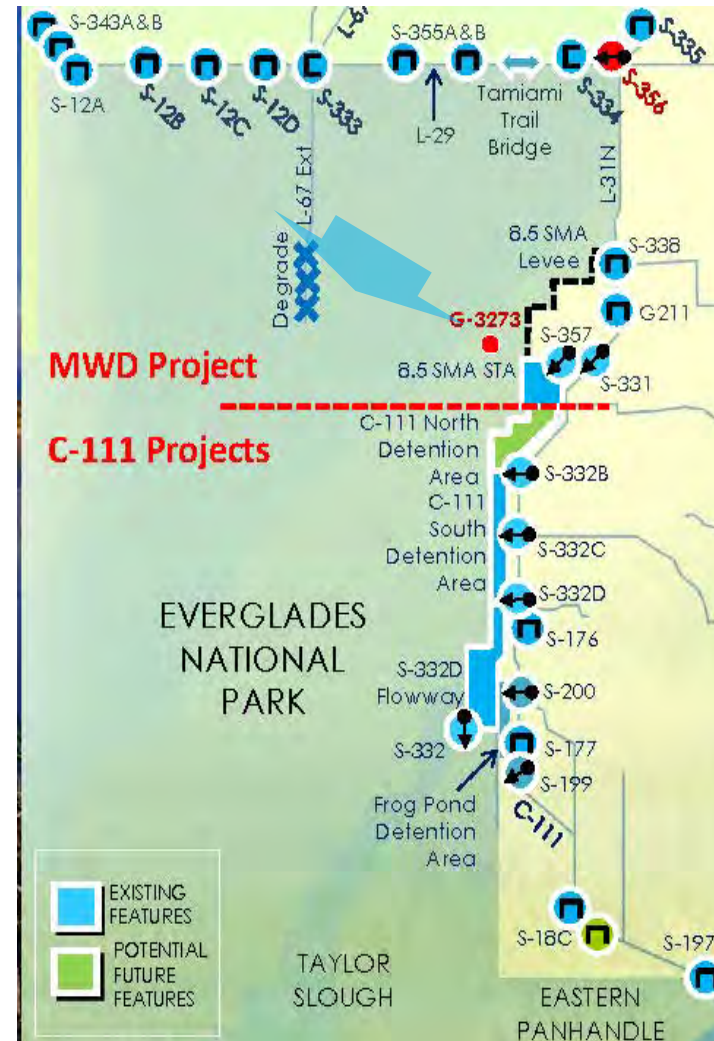 S-343A&B
L-6
S-355A&B
S-335
S-12A
S-12B
S-12C
S-12D
S-333
L-29
Tamiami
Trail
Bridge
S-334
S-356
L-67 Ext
L-31N
Degrade
8.5 SMA
Levee
S-338
G-3273
G211
S-357
MWD Project
8.5 SMA STA
S-331
C-111 Projects
C-111 North
Detention
Area
C-111
South
Detention
Area
S-332B
S-332C
S-332D
S-176
EVERGLADES
NATIONAL
PARK
S-332D
Flowway
S-200
S-332
S-177
S-199
Frog Pond
Detention
Area
C-111
EXISTING
FEATURES
POTENTIAL
FUTURE
FEATURES
S-18C
S-197
TAYLOR
SLOUGH
EASTERN
PANHANDLE